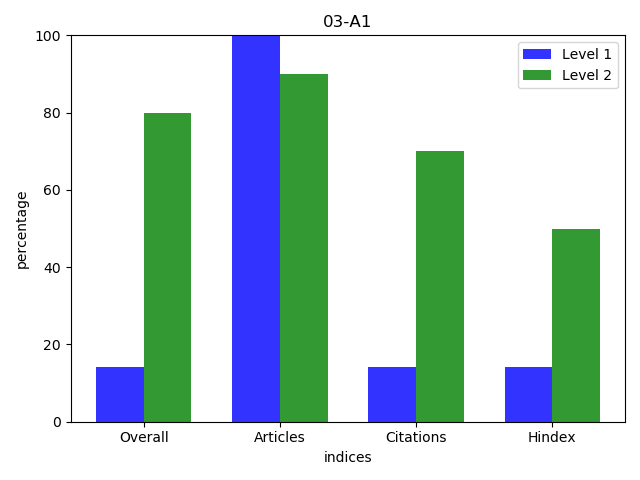 03-A1
Level 1
Level 2
percentage
100
80
60
40
20
0
Overall Articles Citations Hindex
indices